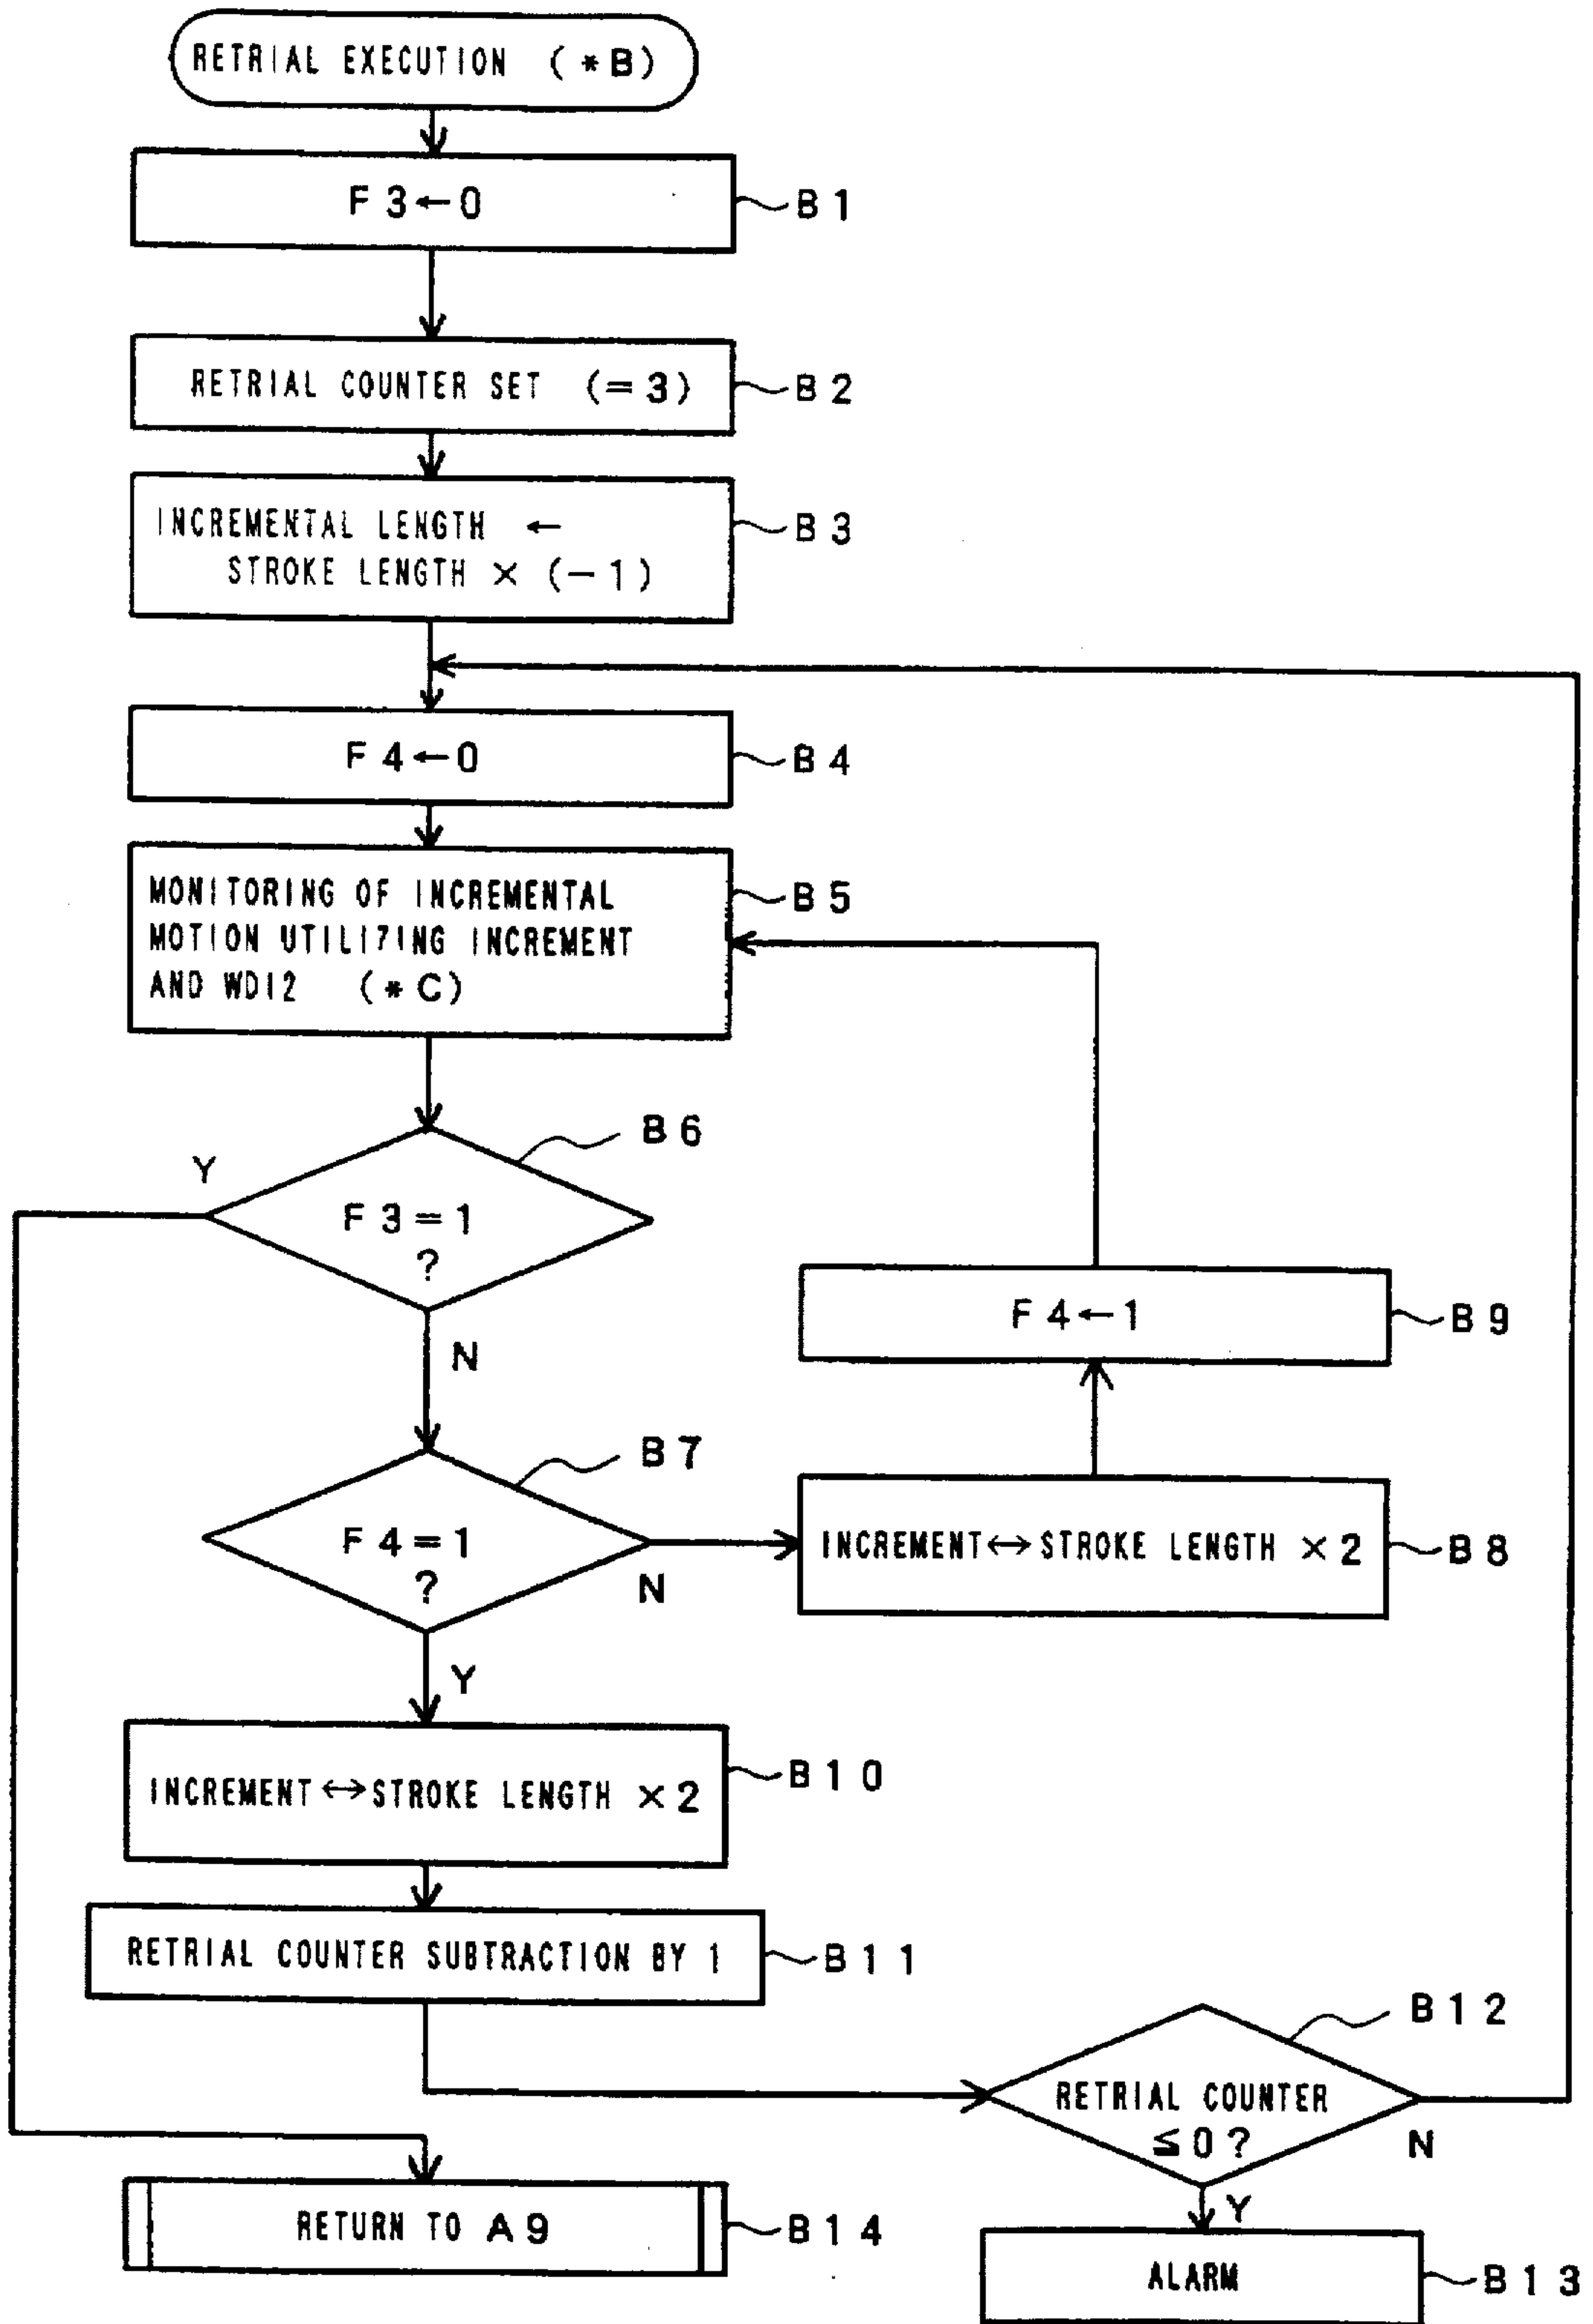 RETRIAL EXECUTION (*B)
F3←0
B1
RETRIAL COUNTER SET (=3)
B2
INCREMENTAL LENGTH ←
STROKE LENGTH × (−1)
B3
F4←0
B4
MONITORING OF INCREMENTAL
MOTION UTILIZING INCREMENT
AND WDI2 (*C)
B5
B6
Y
F3=1
?
N
F4←1
B9
B7
F4=1
?
N
INCREMENT↔STROKE LENGTH ×2
B8
Y
INCREMENT↔STROKE LENGTH ×2
B10
RETRIAL COUNTER SUBTRACTION BY 1
B11
B12
RETRIAL COUNTER
≦0?
N
Y
RETURN TO A9
B14
ALARM
B13